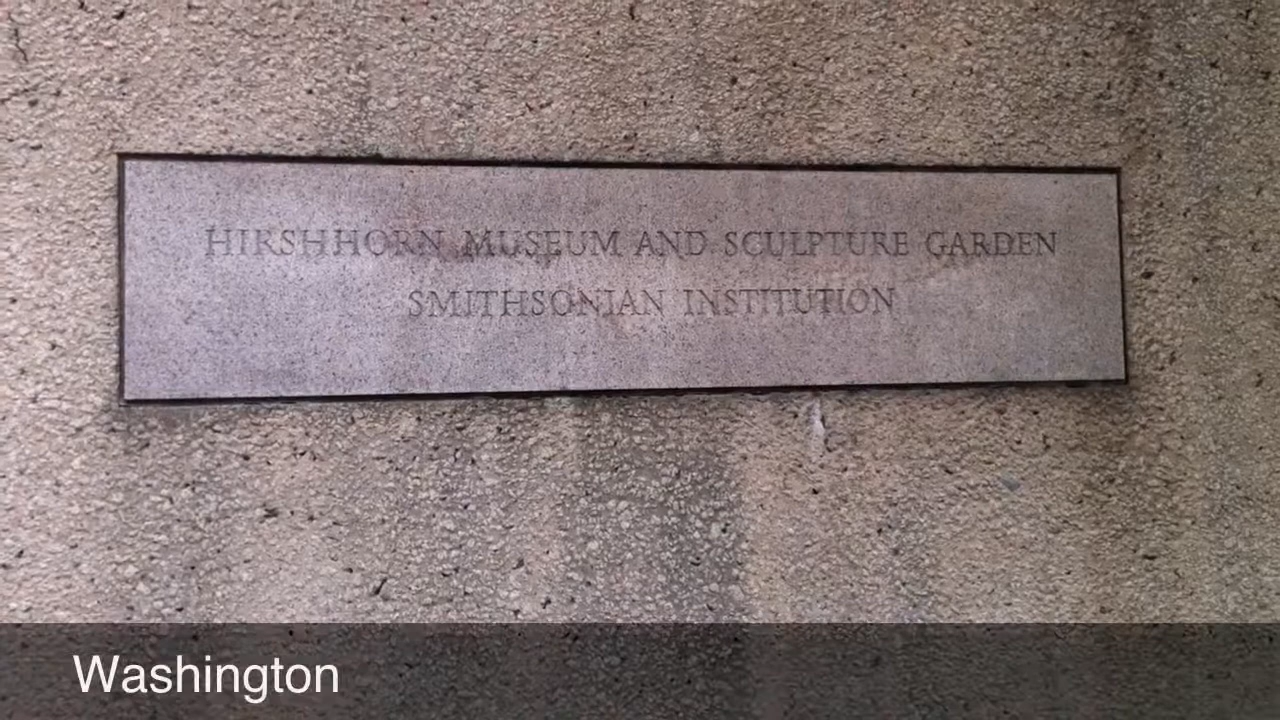 HIRSHHORN MUSEUM AND SCULPTURE GARDEN
SMITHSONIAN INSTITUTION
Washington